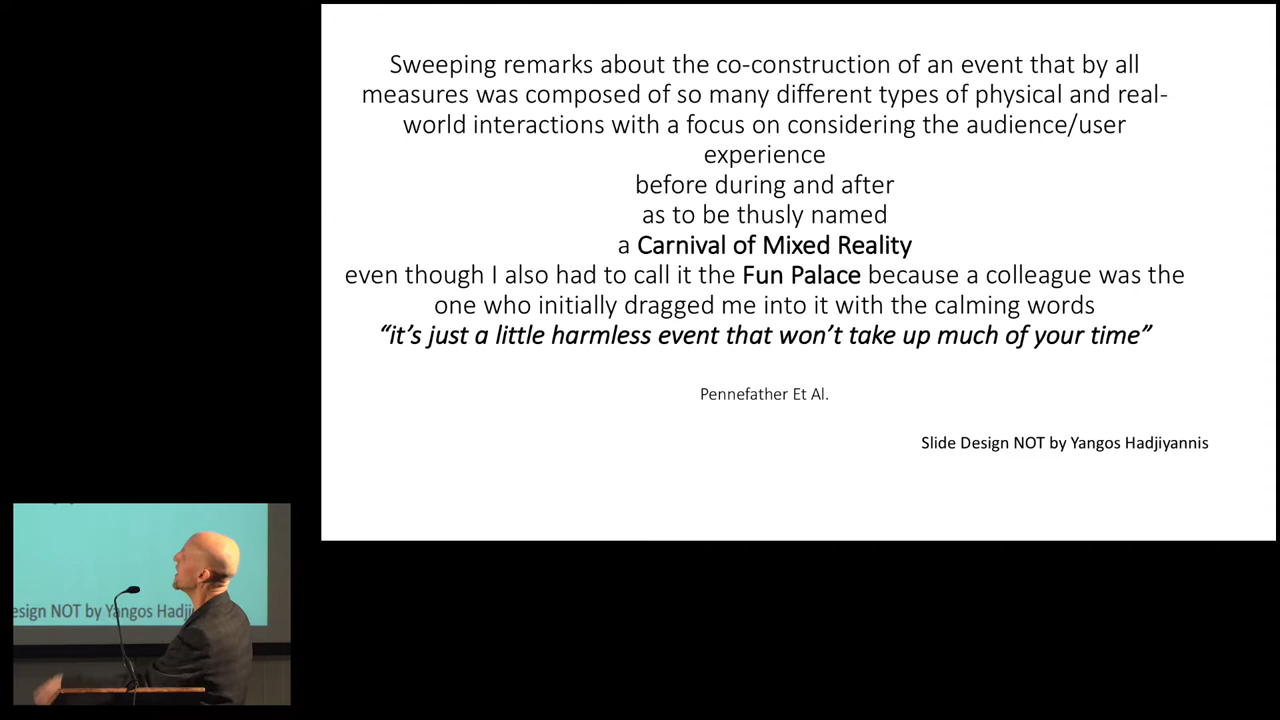 Sweeping remarks about the co-construction of an event that by all
measures was composed of so many different types of physical and real-
world interactions with a focus on considering the audience/user
experience
before during and after
as to be thusly named
a Carnival of Mixed Reality
even though I also had to call it the Fun Palace because a colleague was the
one who initially dragged me into it with the calming words
“it’s just a little harmless event that won’t take up much of your time”
Pennefather Et Al.
Slide Design NOT by Yangos Hadjiyannis
esign NOT by Yangos Hadji